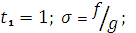 t₁ = 1; σ = f/g;